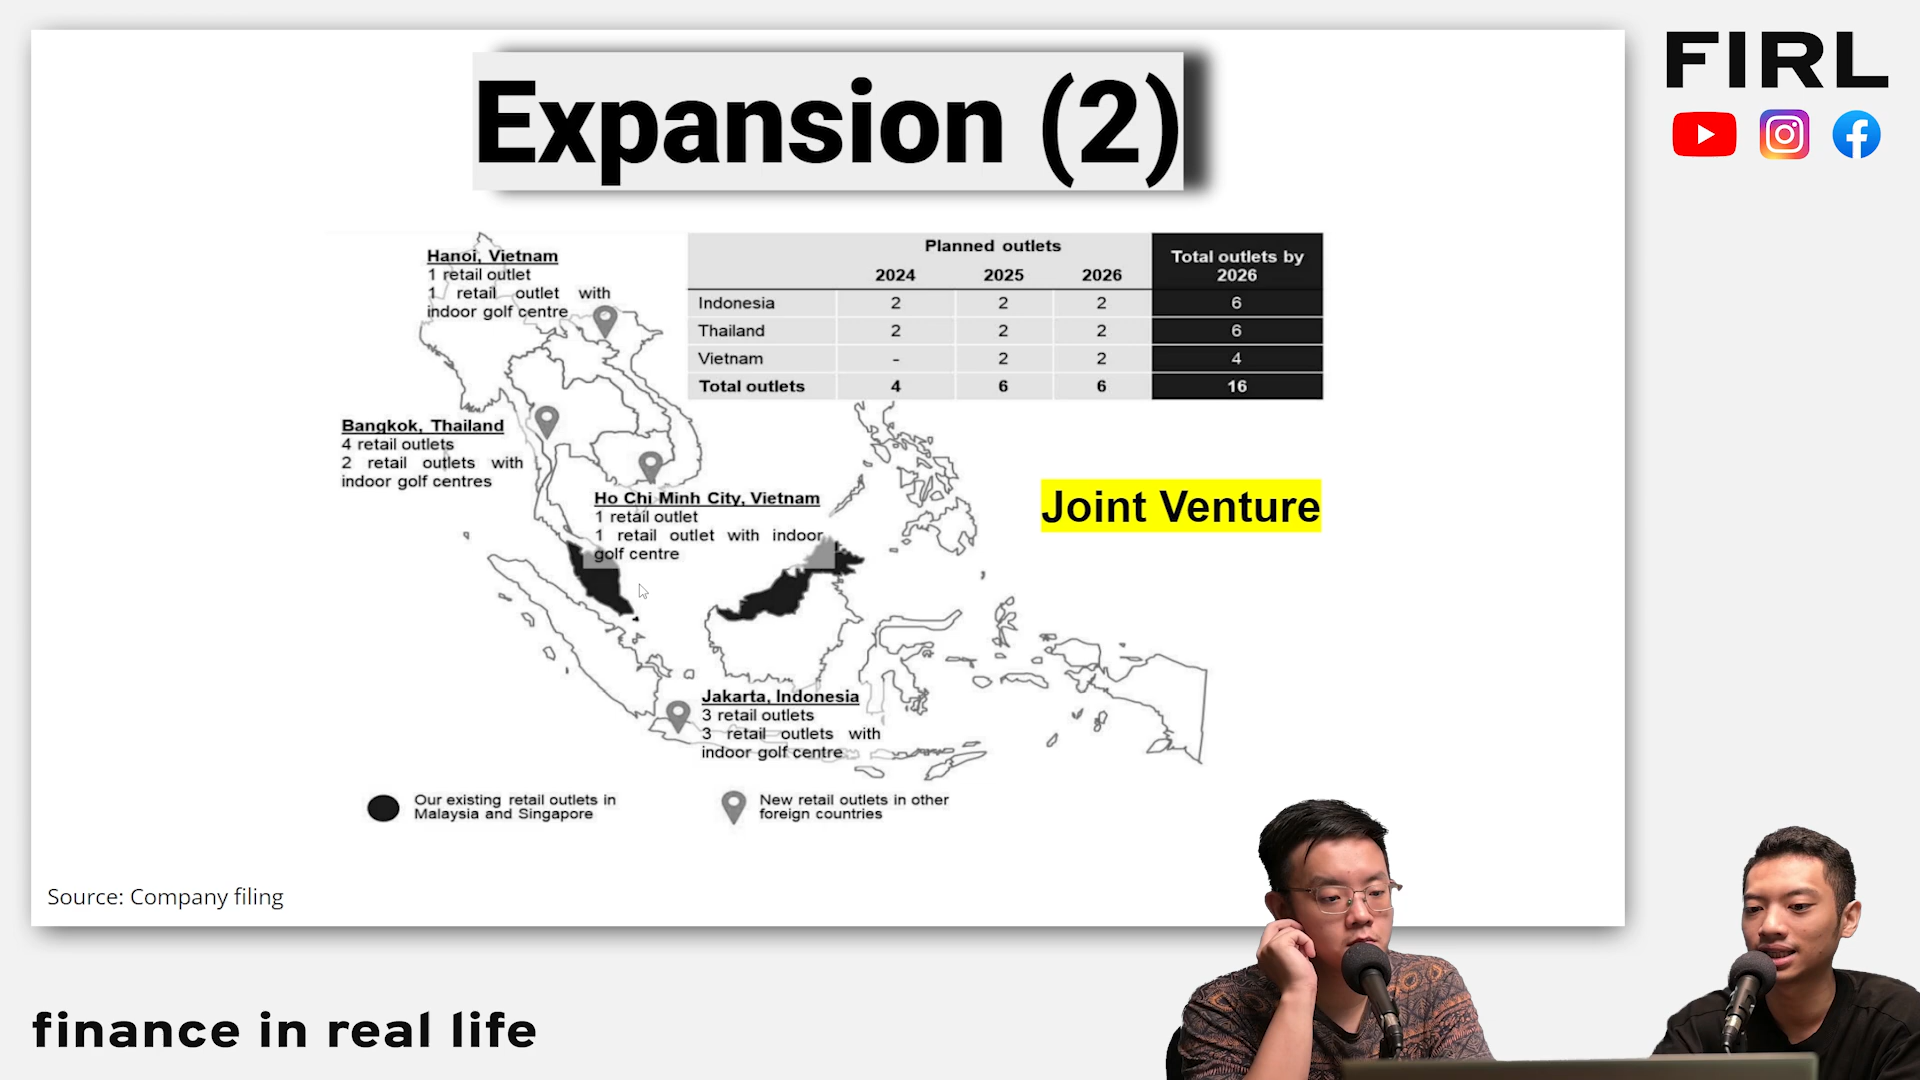 Expansion (2)
FIRL
Hanoi, Vietnam
1 retail outlet
1 retail outlet with
indoor golf centre
Planned outlets
2024 2025 2026 Total outlets by 2026
Indonesia 2 2 2 6
Thailand 2 2 2 6
Vietnam - 2 2 4
Total outlets 4 6 6 16
Bangkok, Thailand
4 retail outlets
2 retail outlets with
indoor golf centres
Ho Chi Minh City, Vietnam
1 retail outlet
1 retail outlet with indoor
golf centre
Joint Venture
Jakarta, Indonesia
3 retail outlets
3 retail outlets with
indoor golf centre
Our existing retail outlets in
Malaysia and Singapore
New retail outlets in other
foreign countries
Source: Company filing
finance in real life